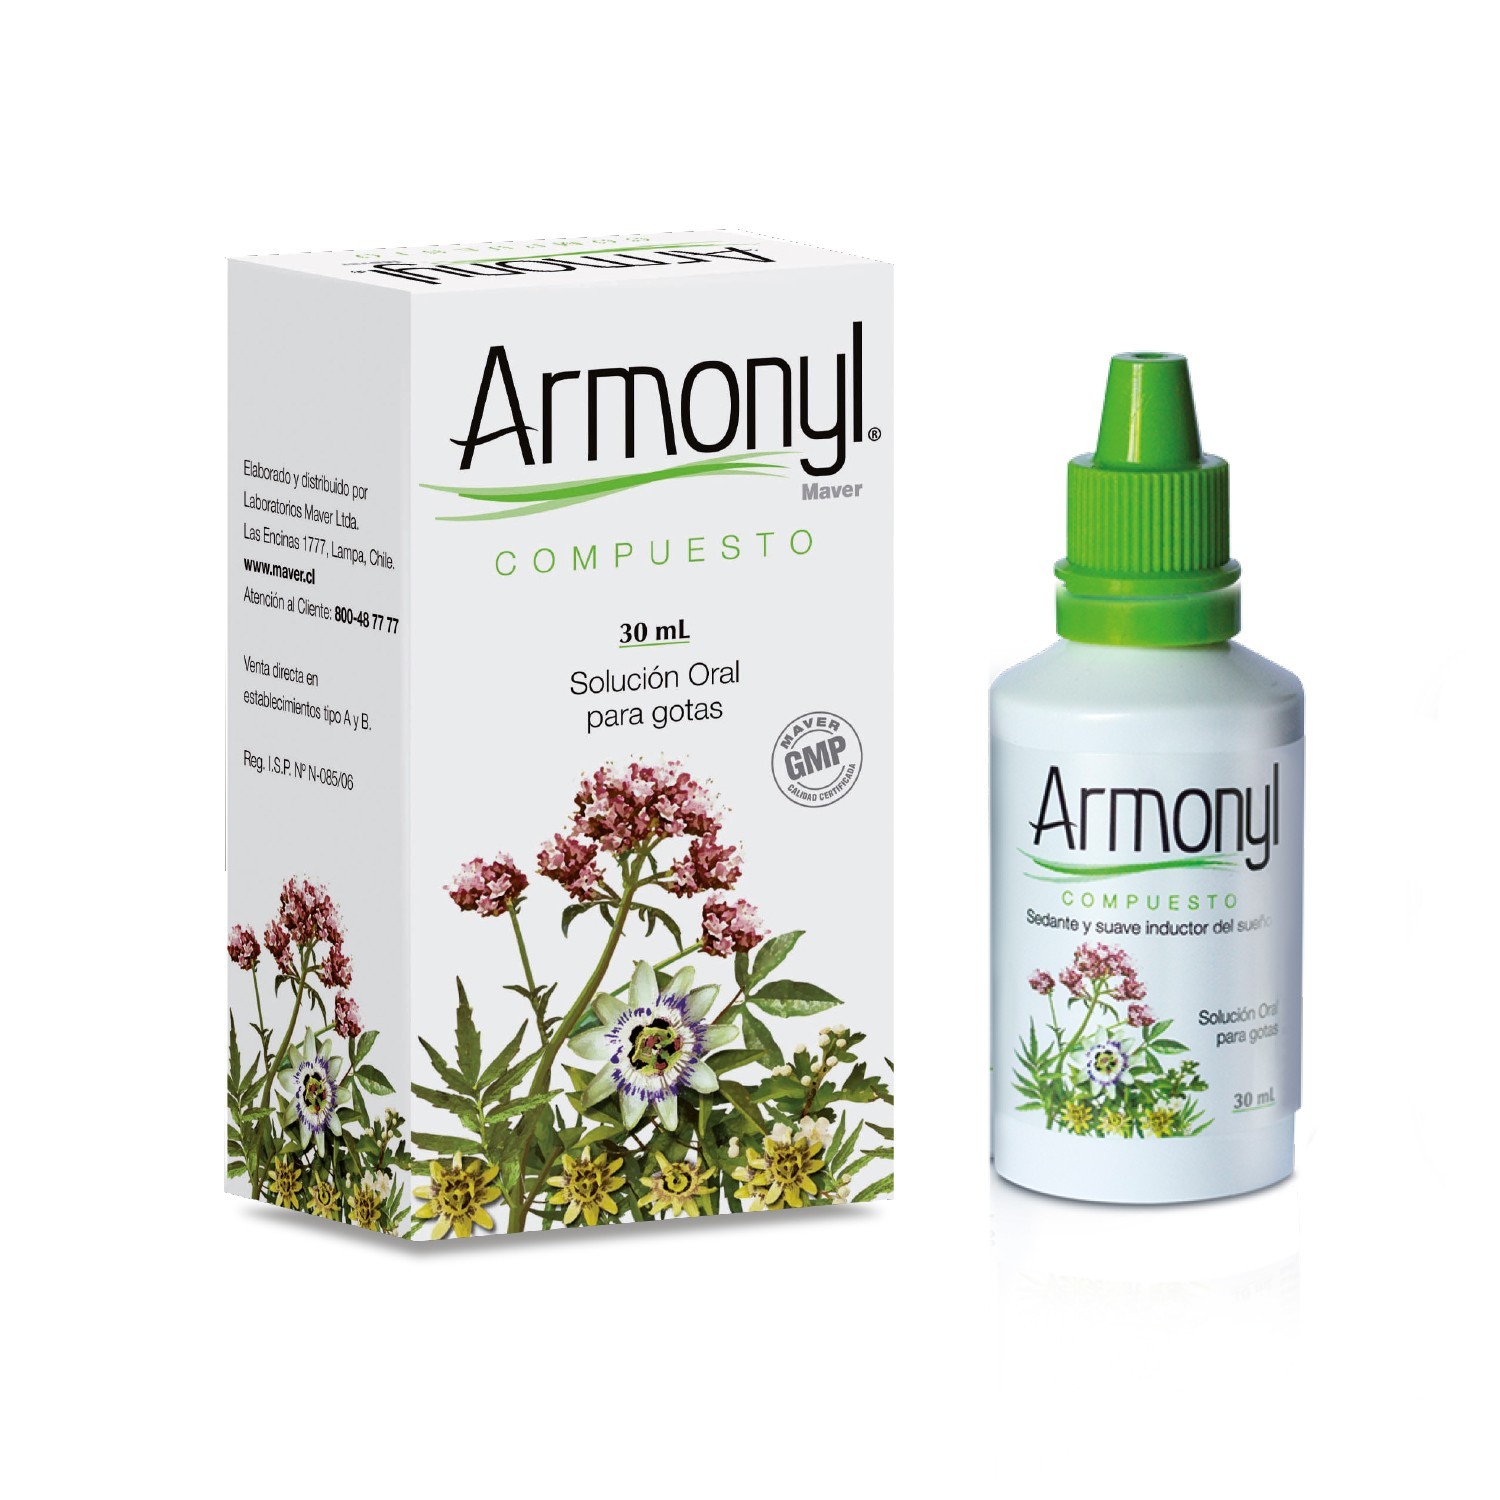 Armonyl
COMPUESTO
Armonyl®
Maver
COMPUESTO
30 mL
Solución Oral
para gotas
MAVER
GMP
CALIDAD CERTIFICADA
Elaborado y distribuido por
Laboratorios Maver Ltda.
Las Encinas 1777, Lampa, Chile.
www.maver.cl
Atención al Cliente: 800-48 77 77
Venta directa en
establecimientos tipo A y B.
Reg. I.S.P. Nº N-085/06
Armonyl
COMPUESTO
Sedante y suave inductor del sueño
Solución Oral
para gotas
30 mL